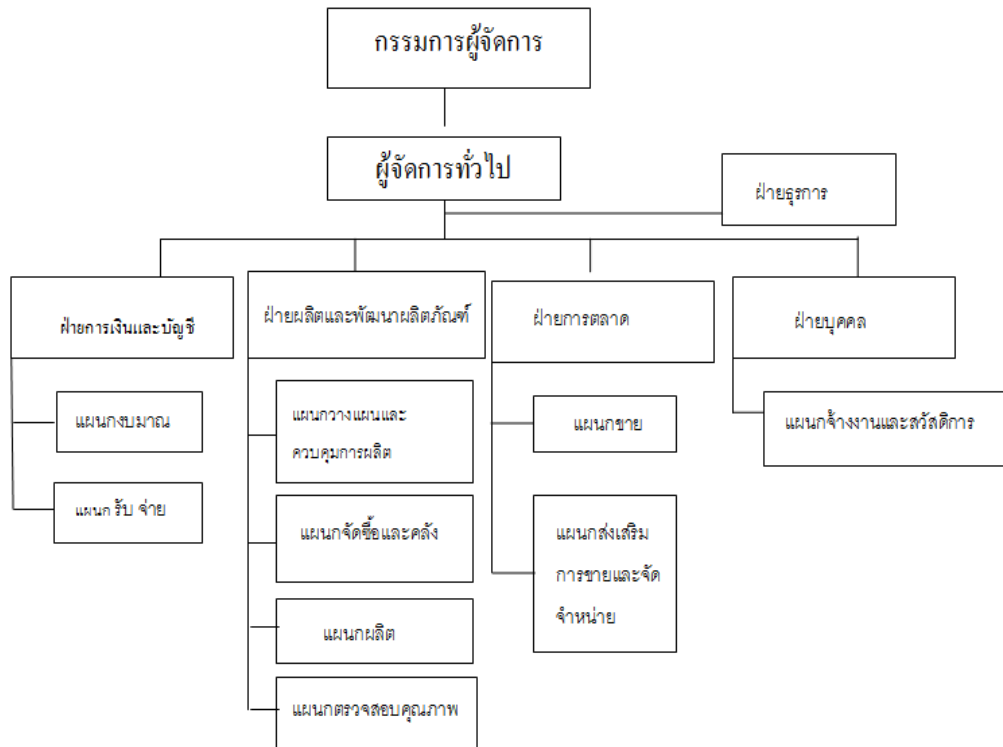 กรรมการผู้จัดการ
ผู้จัดการทั่วไป
ฝ่ายธุรการ
ฝ่ายการเงินและบัญชี
ฝ่ายผลิตและพัฒนาผลิตภัณฑ์
ฝ่ายการตลาด
ฝ่ายบุคคล
แผนกงบมาณ
แผนก รับ จ่าย
แผนกวางแผนและ
ควบคุมการผลิต
แผนกจัดซื้อและคลัง
แผนกผลิต
แผนกตรวจสอบคุณภาพ
แผนกขาย
แผนกส่งเสริม
การขายและจัด
จำหน่าย
แผนกจ้างงานและสวัสดิการ